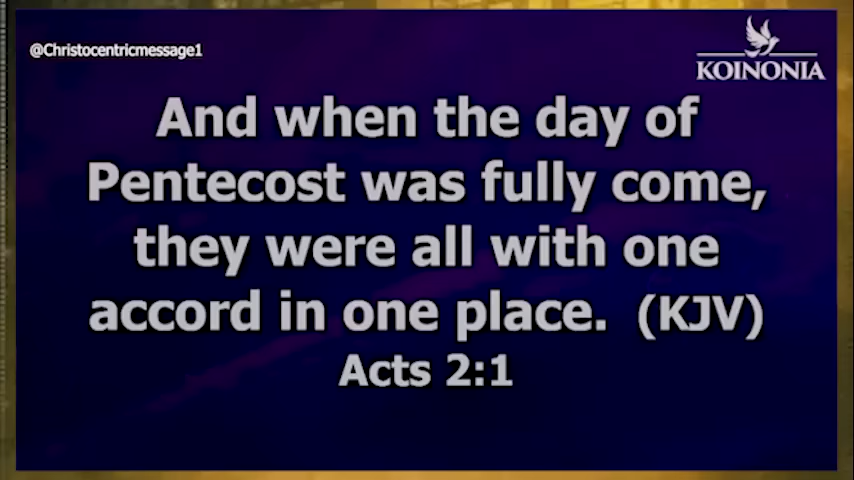 @Christocentricmessage1
KOINONIA
And when the day of
Pentecost was fully come,
they were all with one
accord in one place. (KJV)
Acts 2:1